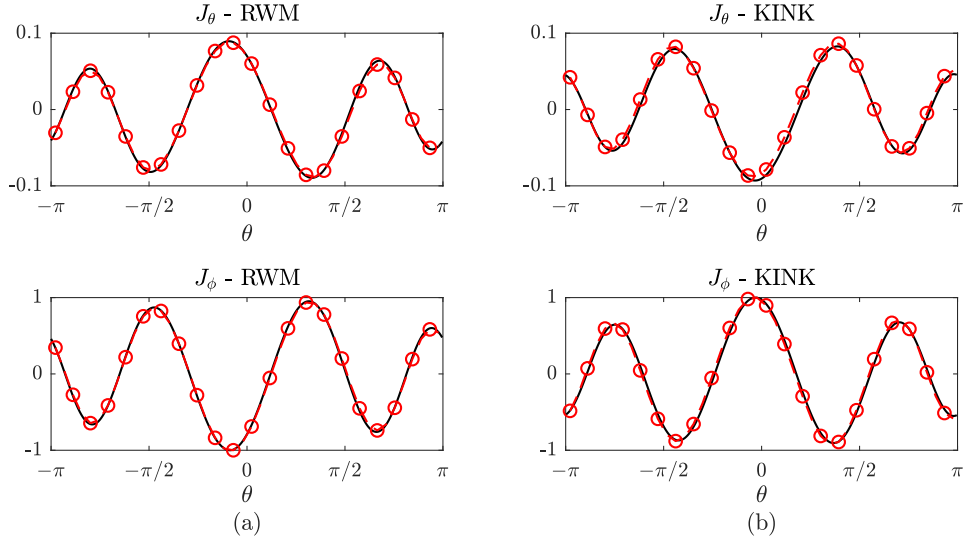 J_θ - RWM
0.1
0
-0.1
−π
−π/2
0
π/2
π
θ
J_θ - KINK
0.1
0
-0.1
−π
−π/2
0
π/2
π
θ
J_ϕ - RWM
1
0
-1
−π
−π/2
0
π/2
π
θ
(a)
J_ϕ - KINK
1
0
-1
−π
−π/2
0
π/2
π
θ
(b)